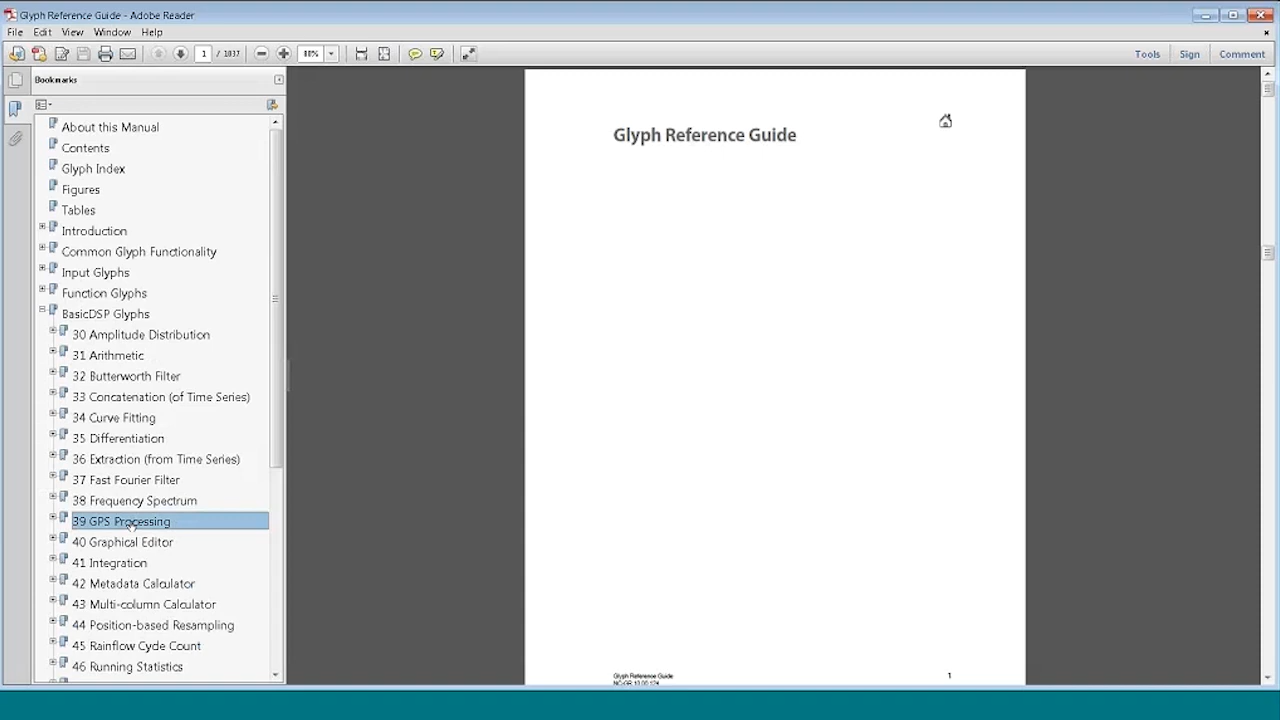 Glyph Reference Guide - Adobe Reader
File Edit View Window Help
1 / 1037 88% Tools Sign Comment
Bookmarks
About this Manual
Contents
Glyph Index
Figures
Tables
Introduction
Common Glyph Functionality
Input Glyphs
Function Glyphs
BasicDSP Glyphs
30 Amplitude Distribution
31 Arithmetic
32 Butterworth Filter
33 Concatenation (of Time Series)
34 Curve Fitting
35 Differentiation
36 Extraction (from Time Series)
37 Fast Fourier Filter
38 Frequency Spectrum
39 GPS Processing
40 Graphical Editor
41 Integration
42 Metadata Calculator
43 Multi-column Calculator
44 Position-based Resampling
45 Rainflow Cycle Count
46 Running Statistics
Glyph Reference Guide
Glyph Reference Guide 1